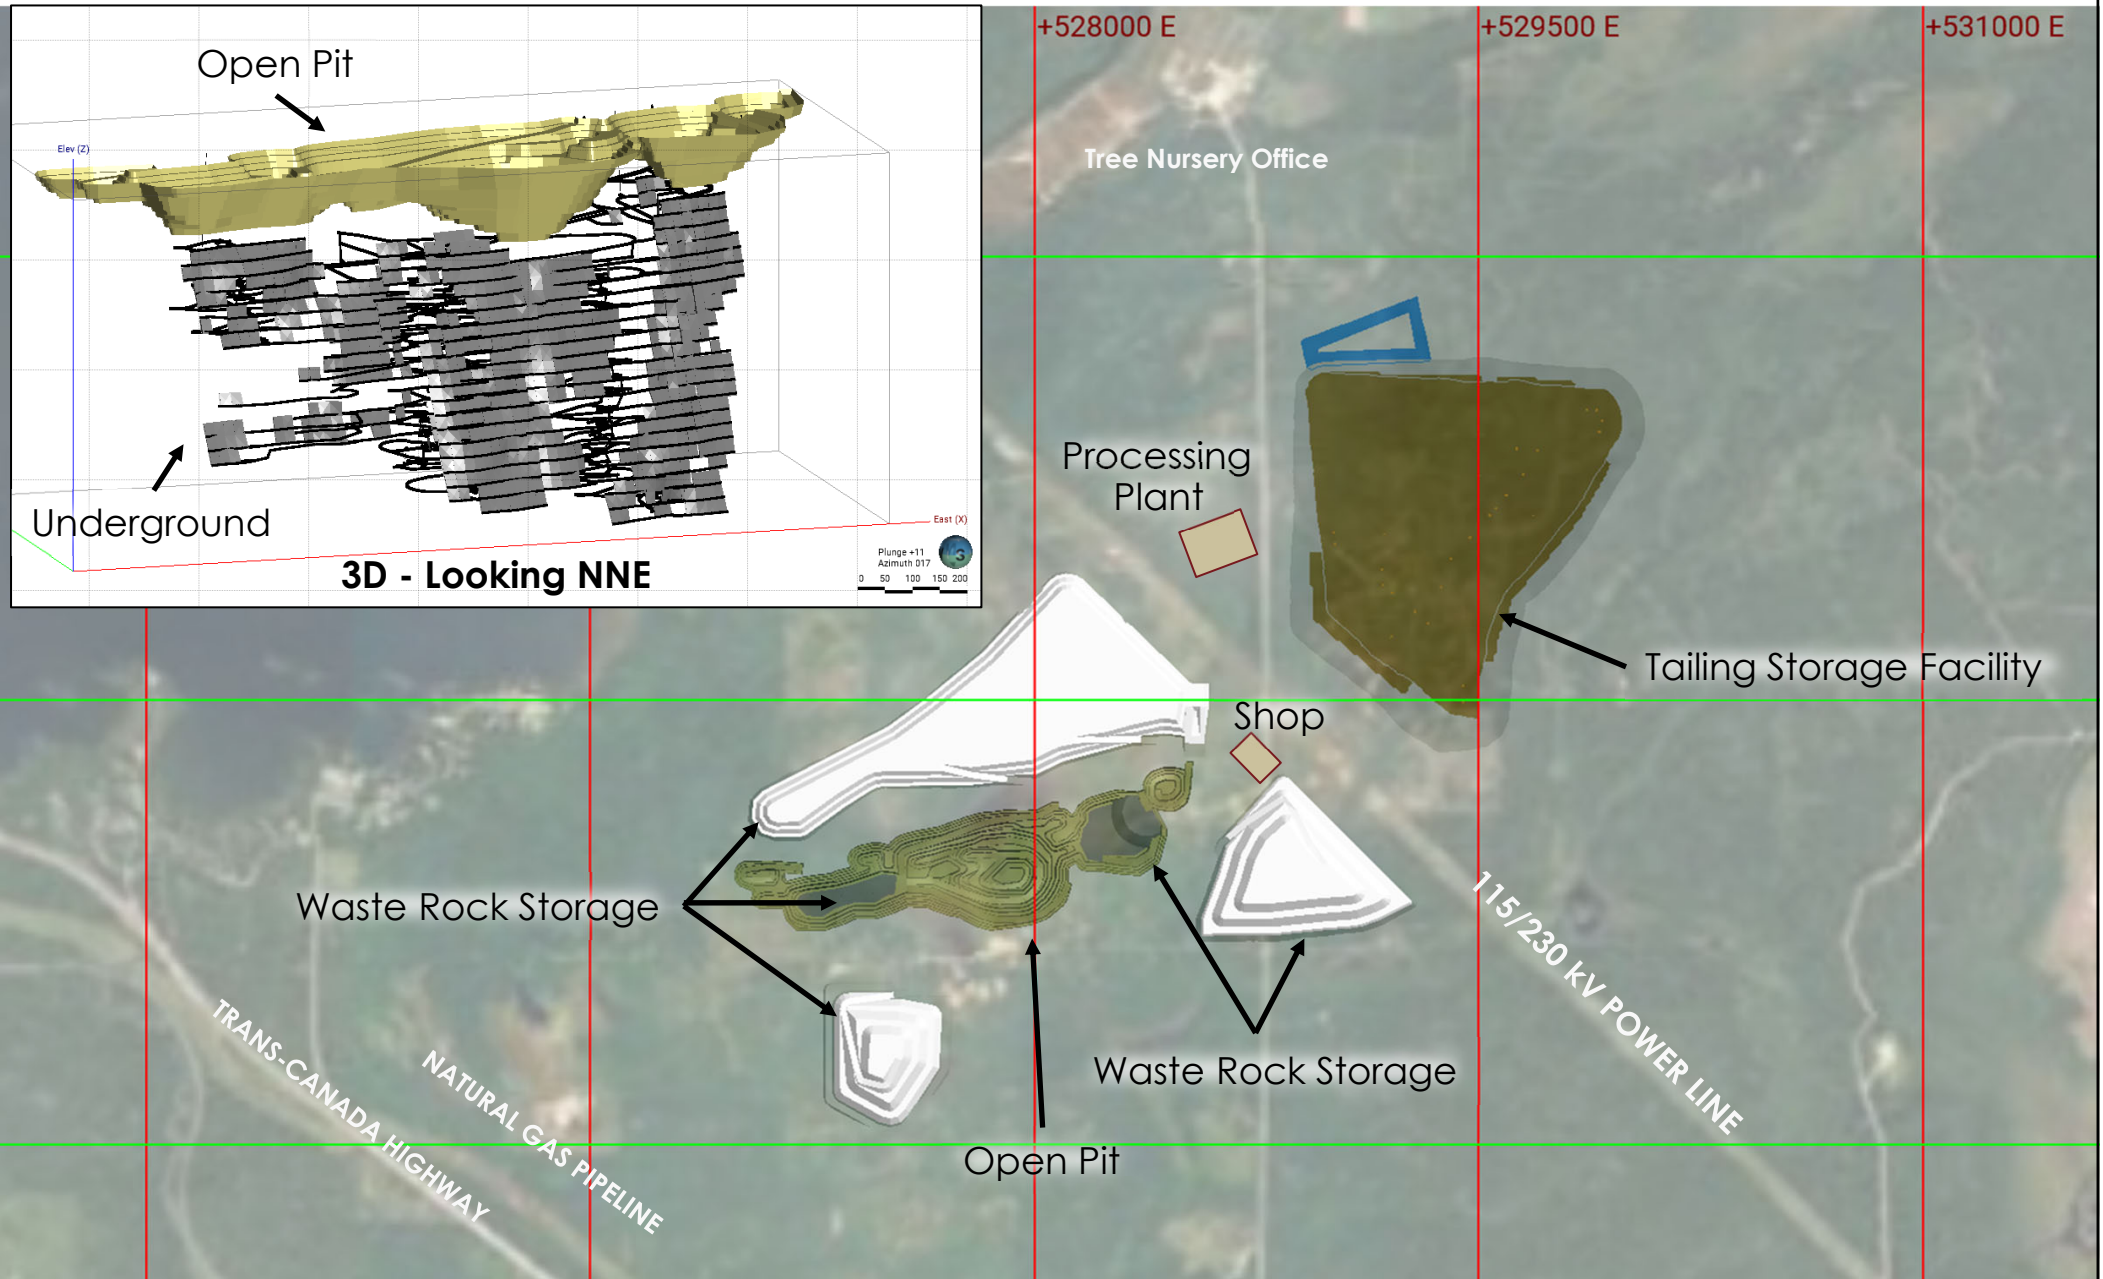 +528000 E
+529500 E
+531000 E
Open Pit
Elev (Z)
Underground
East (X)
Plunge +11
Azimuth 017
0 50 100 150 200
3D - Looking NNE
Tree Nursery Office
Processing
Plant
Tailing Storage Facility
Shop
Waste Rock Storage
115/230 kV POWER LINE
TRANS-CANADA HIGHWAY
NATURAL GAS PIPELINE
Waste Rock Storage
Open Pit